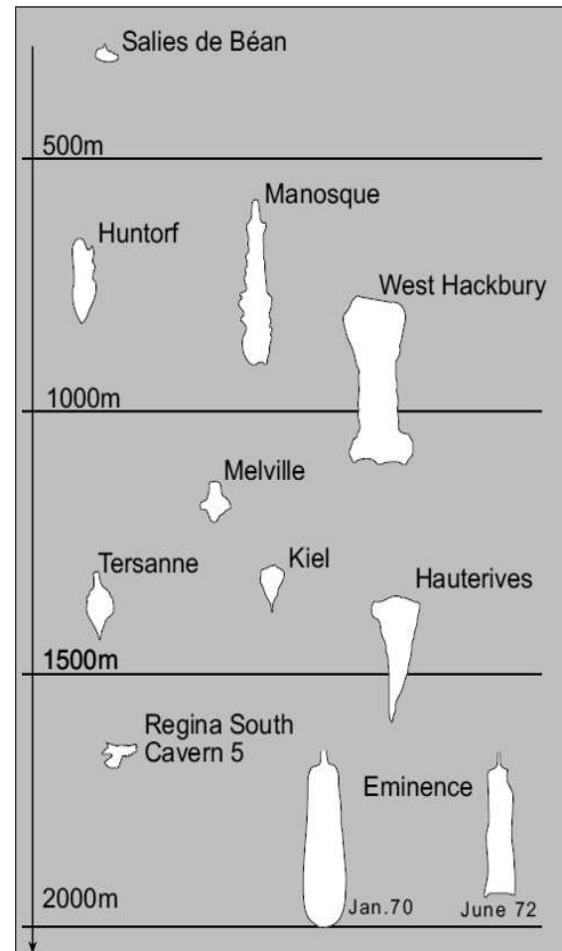 Salies de Béan
500m
Manosque
Huntorf
West Hackbury
1000m
Melville
Tersanne
Kiel
Hauterives
1500m
Regina South
Cavern 5
Eminence
2000m
Jan.70
June 72